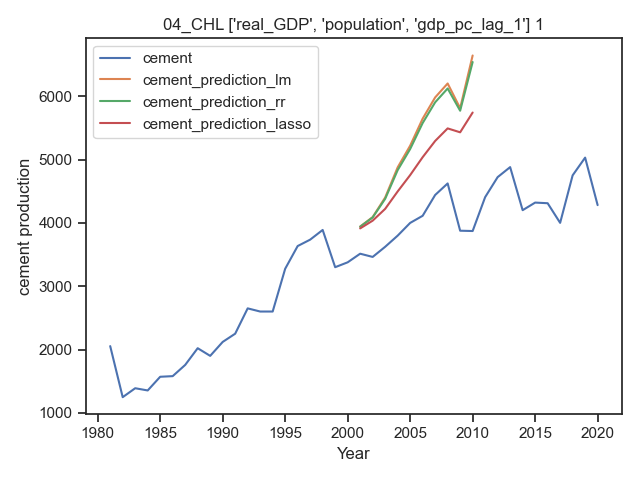 04_CHL ['real_GDP', 'population', 'gdp_pc_lag_1'] 1
cement
cement_prediction_lm
cement_prediction_rr
cement_prediction_lasso
cement production
6000
5000
4000
3000
2000
1000
1980
1985
1990
1995
2000
2005
2010
2015
2020
Year